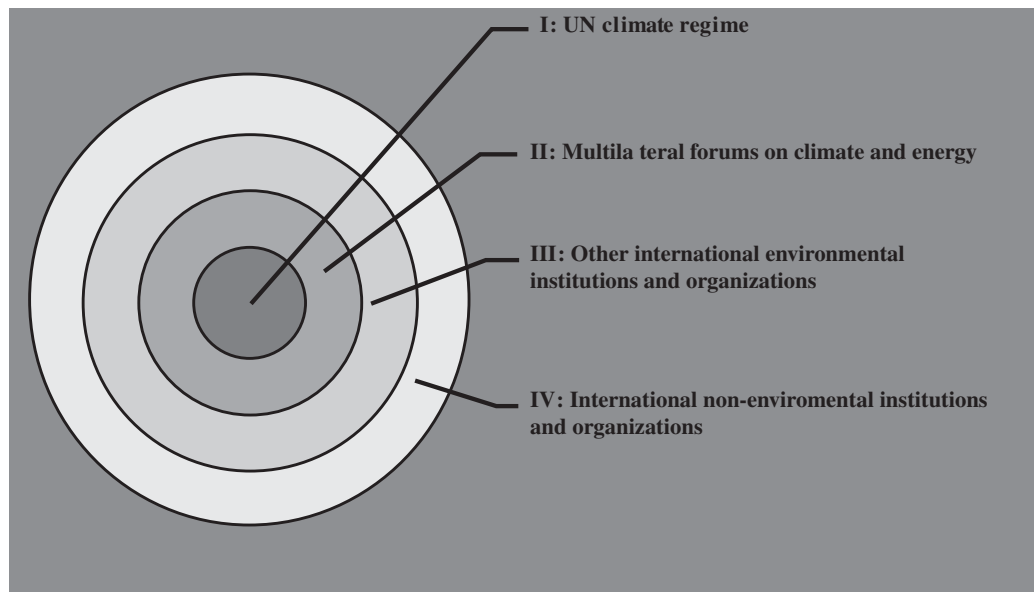 I: UN climate regime
II: Multila teral forums on climate and energy
III: Other international environmental
institutions and organizations
IV: International non-enviromental institutions
and organizations